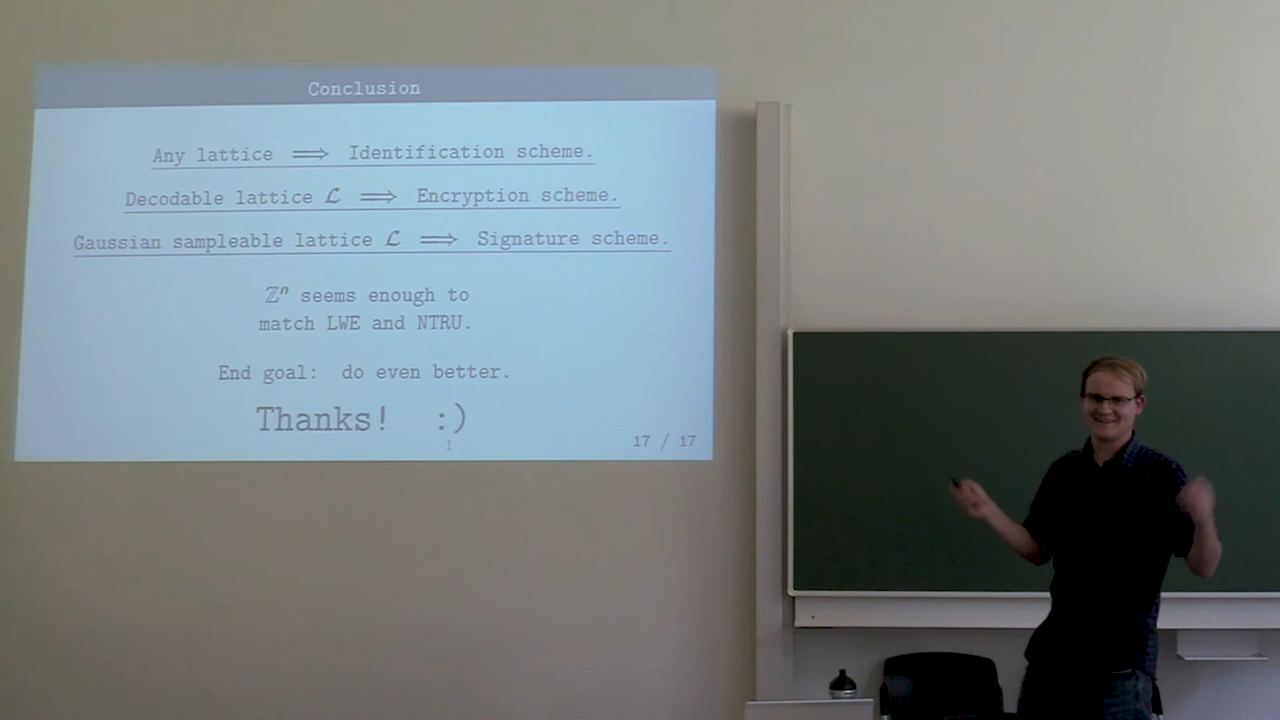 Conclusion
Any lattice ⟹ Identification scheme.
Decodable lattice ℒ ⟹ Encryption scheme.
Gaussian sampleable lattice ℒ ⟹ Signature scheme.
ℤⁿ seems enough to
match LWE and NTRU.
End goal: do even better.
Thanks! :)
17 / 17